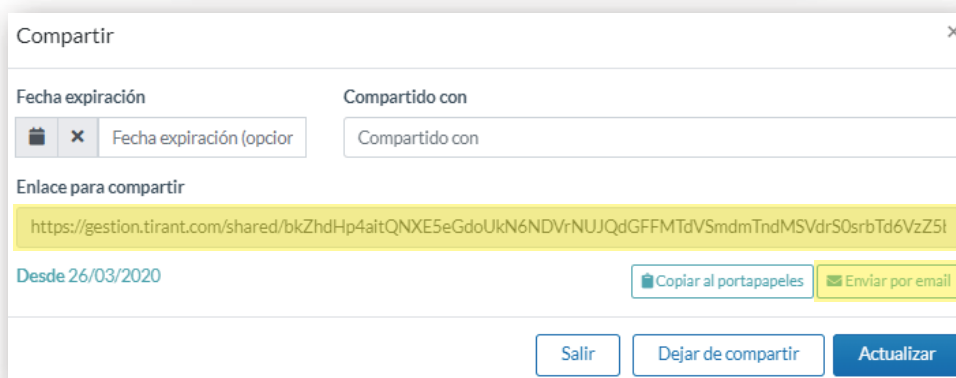 Compartir
Fecha expiración
Compartido con
Fecha expiración (opcior
Compartido con
Enlace para compartir
https://gestion.tirant.com/shared/bkZhdHp4aitQNXE5eGdoUkN6NDVrNUJQdGFFMTdVSmdmTndMSVdrS0srbTd6VzZ5b
Desde 26/03/2020
Copiar al portapapeles
Enviar por email
Salir
Dejar de compartir
Actualizar